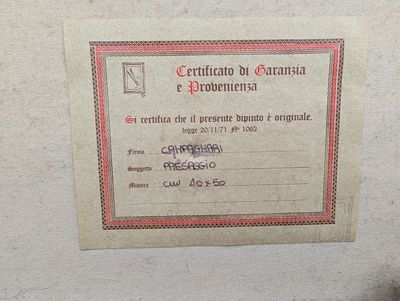 Certificato di Garanzia
e Provenienza
Si certifica che il presente dipinto è originale.
legge 20/11/71 Nº 1062
Firma CAMPAGNARI
Soggetto PAESAGGIO
Misura cm 40x50